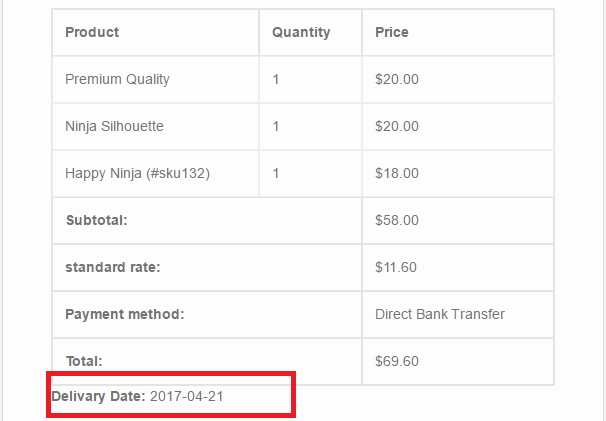 Product Quantity Price
Premium Quality 1 $20.00
Ninja Silhouette 1 $20.00
Happy Ninja (#sku132) 1 $18.00
Subtotal: $58.00
standard rate: $11.60
Payment method: Direct Bank Transfer
Total: $69.60
Delivary Date: 2017-04-21